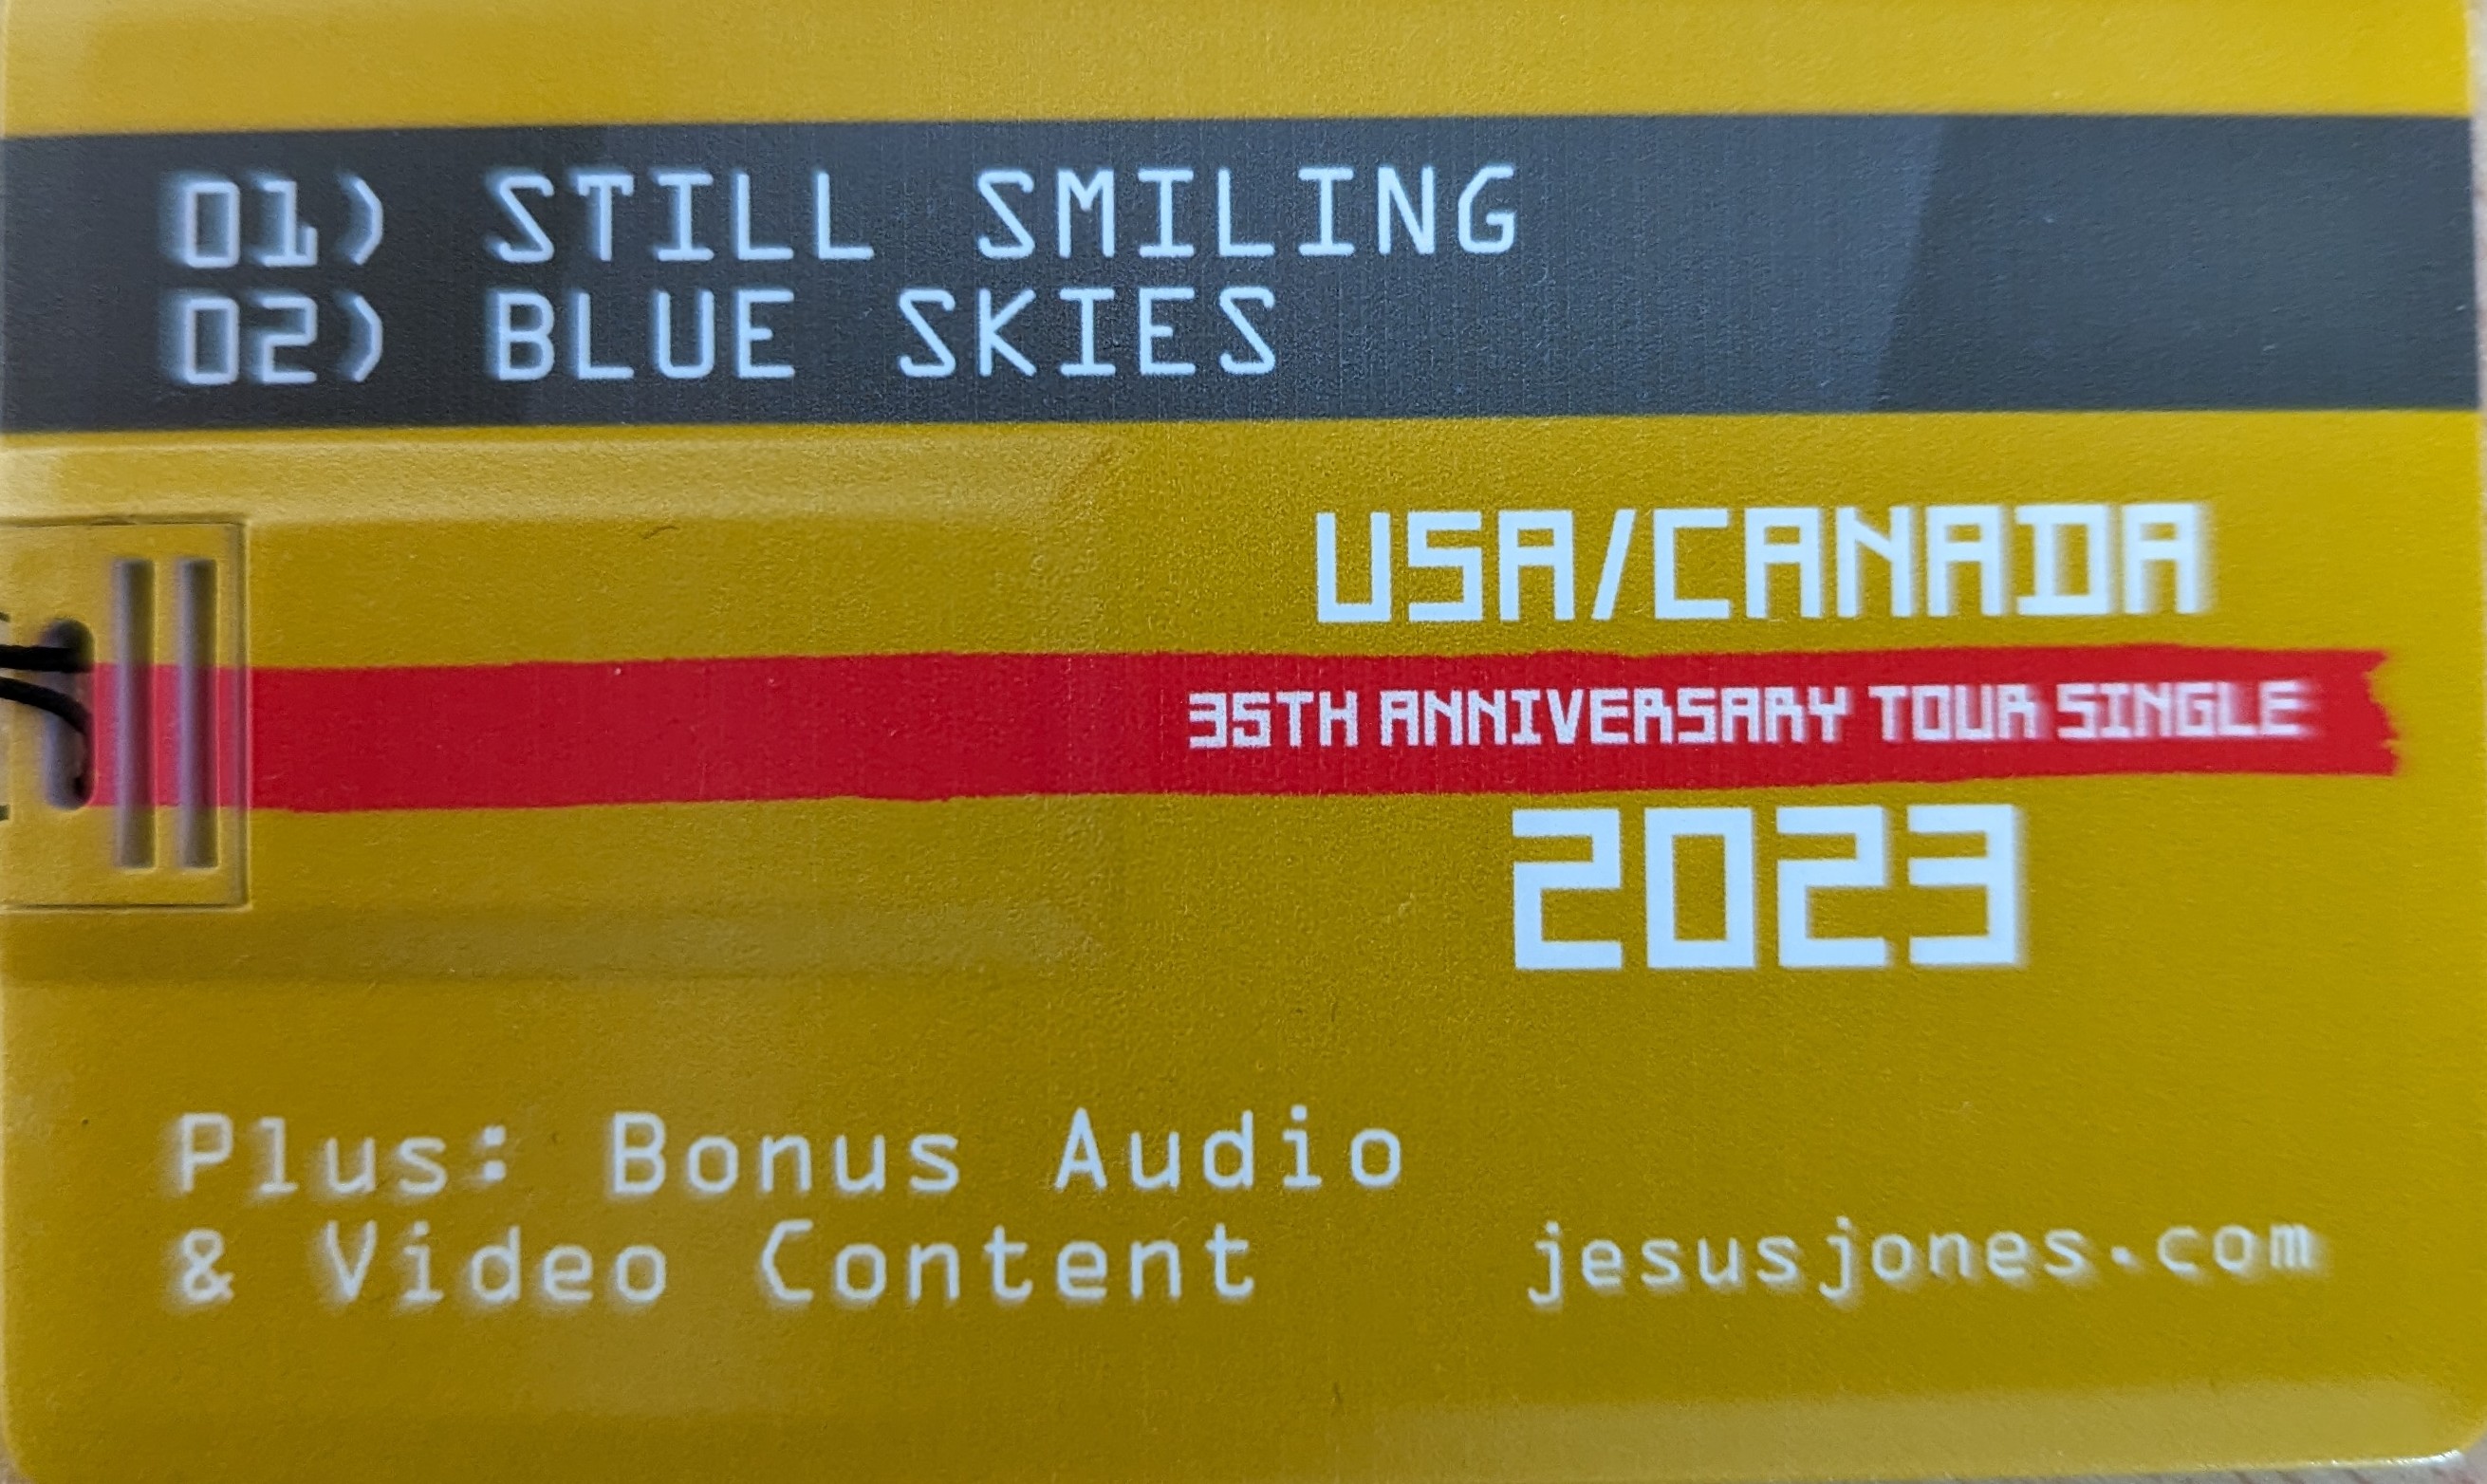 01) STILL SMILING
02) BLUE SKIES
USA/CANADA
35TH ANNIVERSARY TOUR SINGLE
2023
Plus: Bonus Audio
& Video Content
jesusjones.com